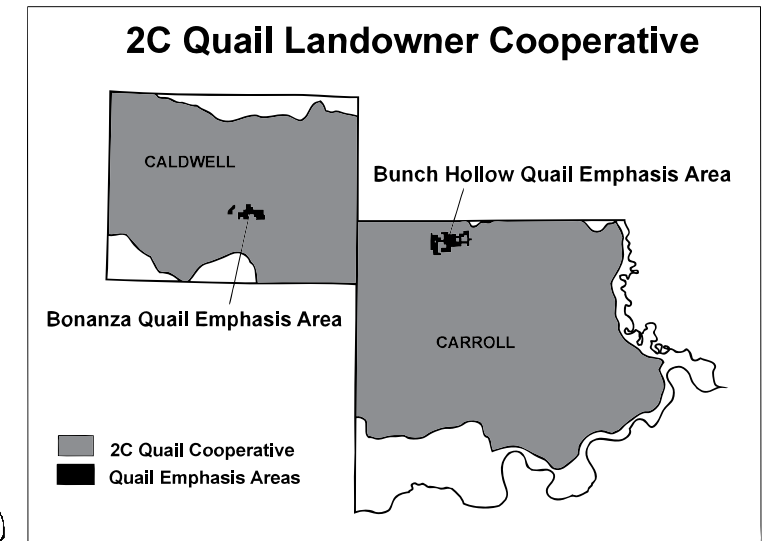 2C Quail Landowner Cooperative
CALDWELL
Bunch Hollow Quail Emphasis Area
Bonanza Quail Emphasis Area
CARROLL
2C Quail Cooperative
Quail Emphasis Areas